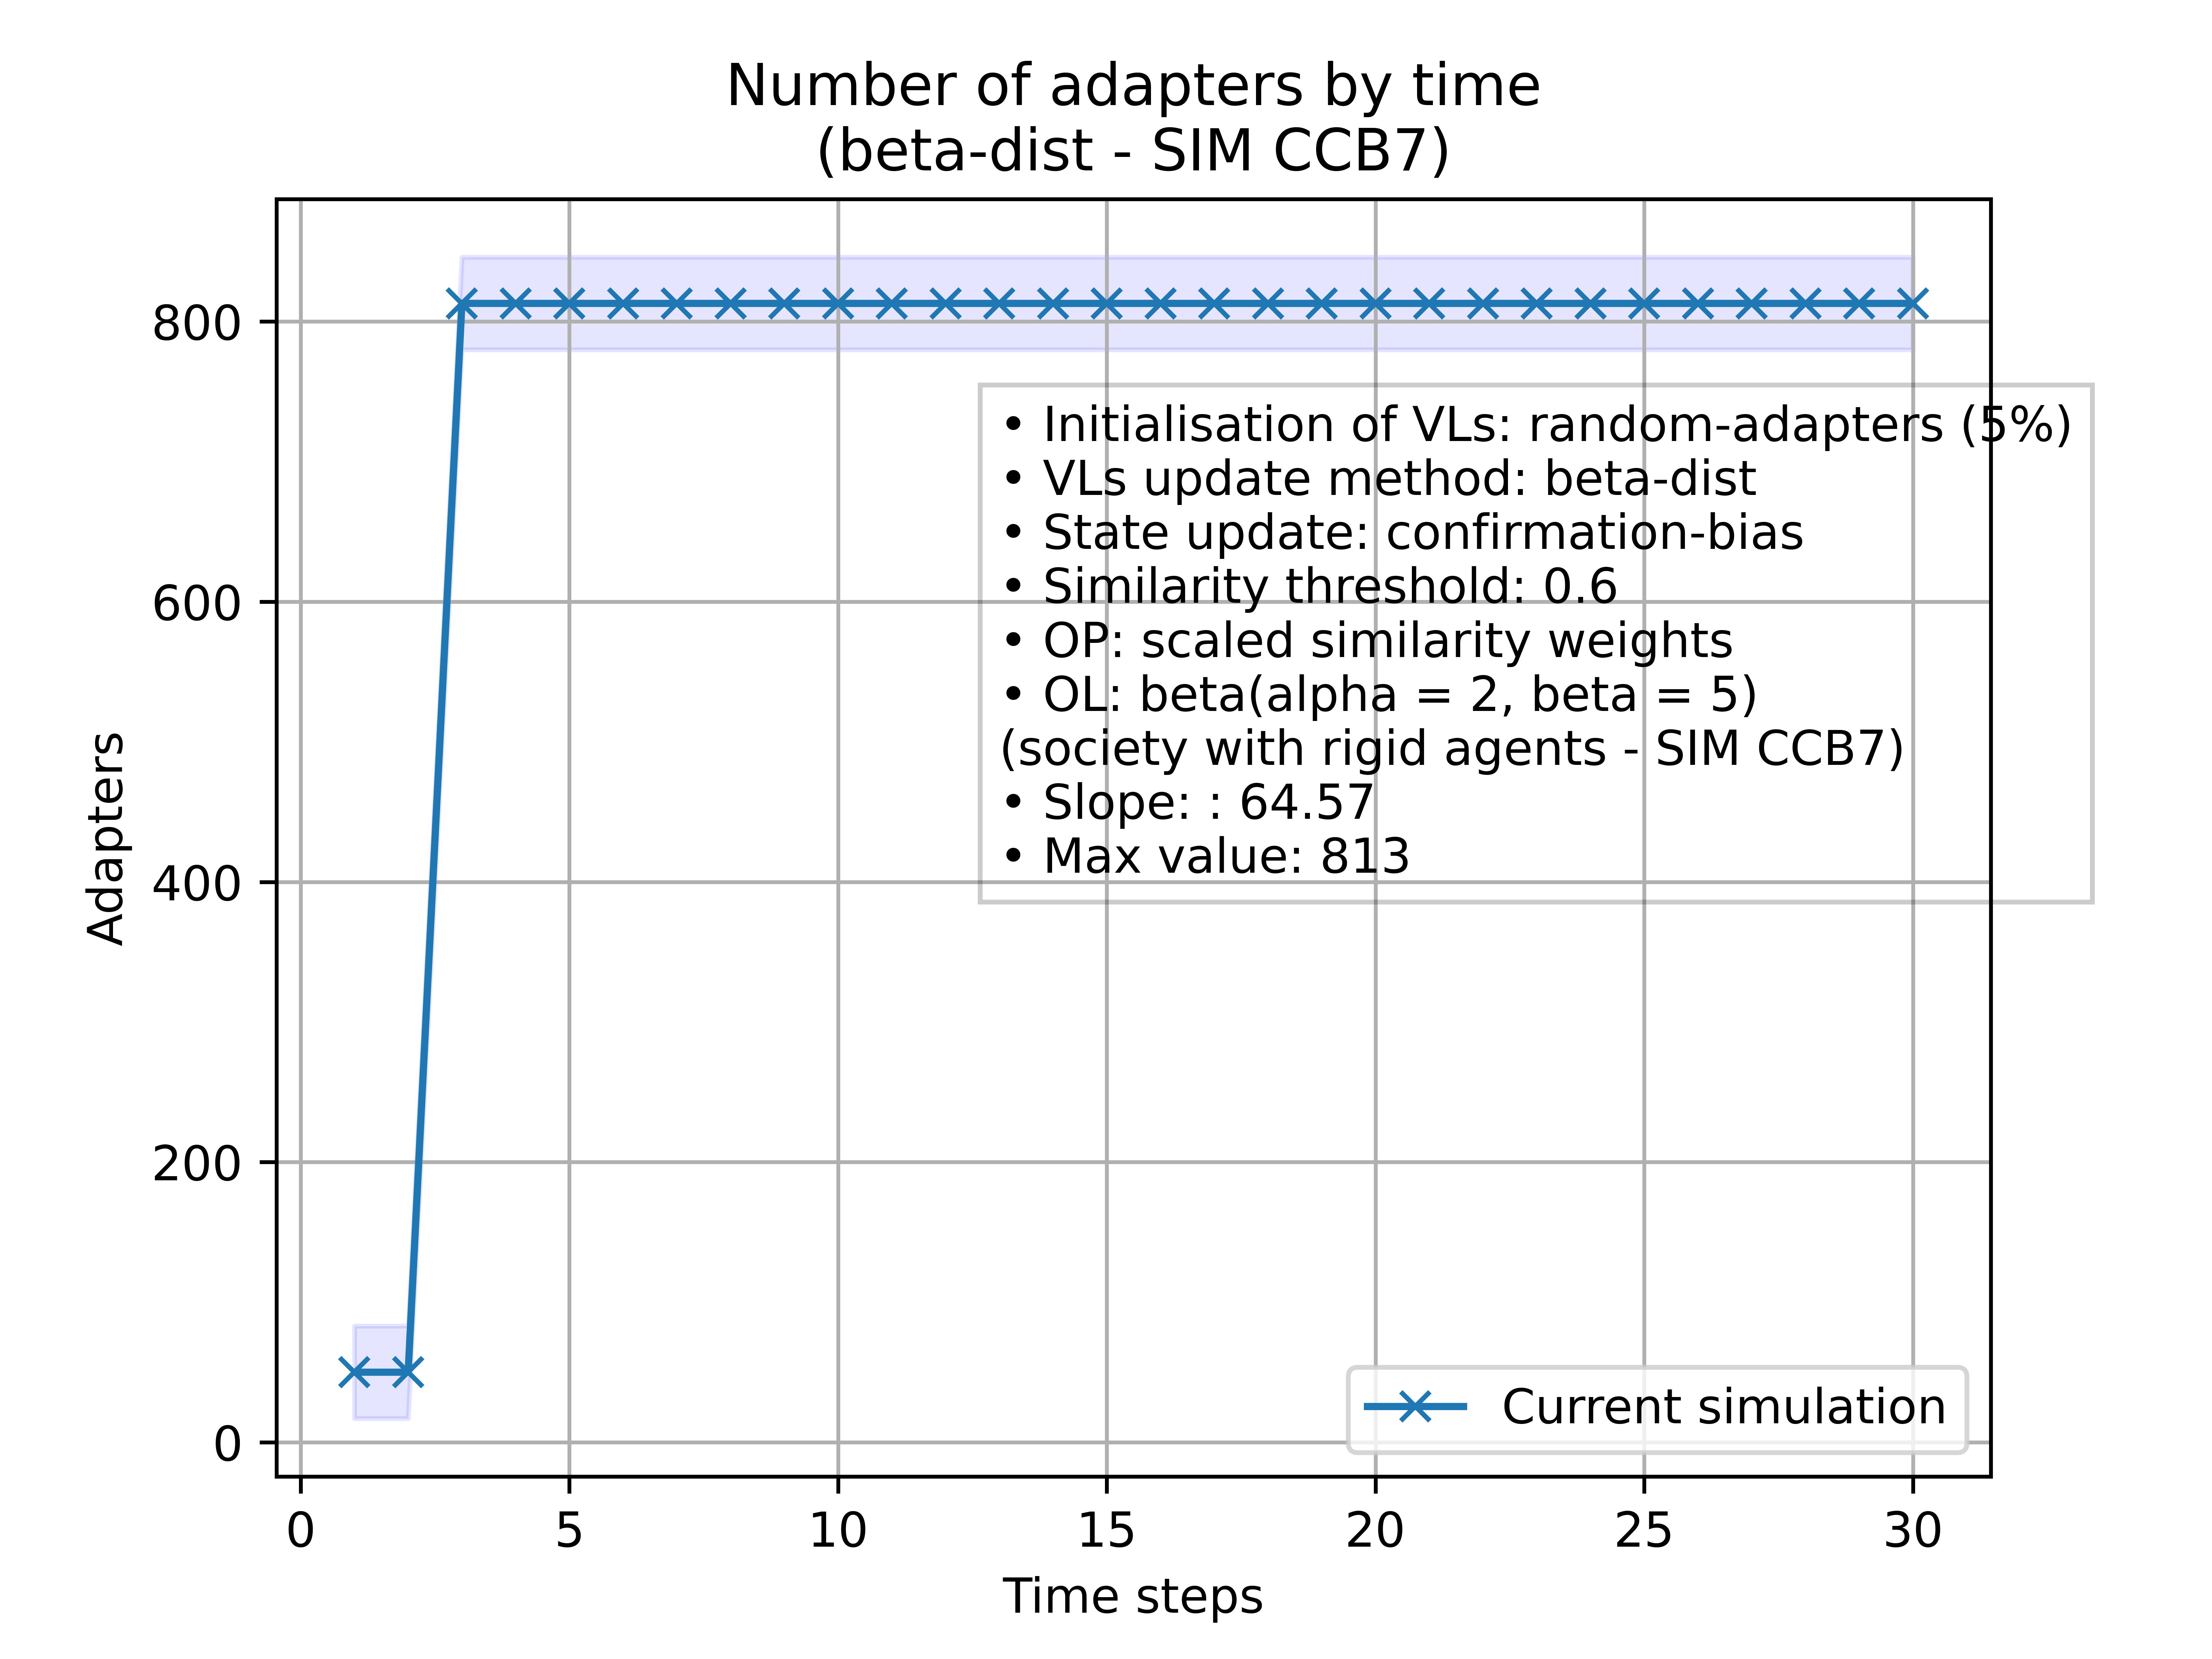 Number of adapters by time
(beta-dist - SIM CCB7)
800
600
400
200
0
Adapters
• Initialisation of VLs: random-adapters (5%)
• VLs update method: beta-dist
• State update: confirmation-bias
• Similarity threshold: 0.6
• OP: scaled similarity weights
• OL: beta(alpha = 2, beta = 5)
(society with rigid agents - SIM CCB7)
• Slope: : 64.57
• Max value: 813
Current simulation
0 5 10 15 20 25 30
Time steps